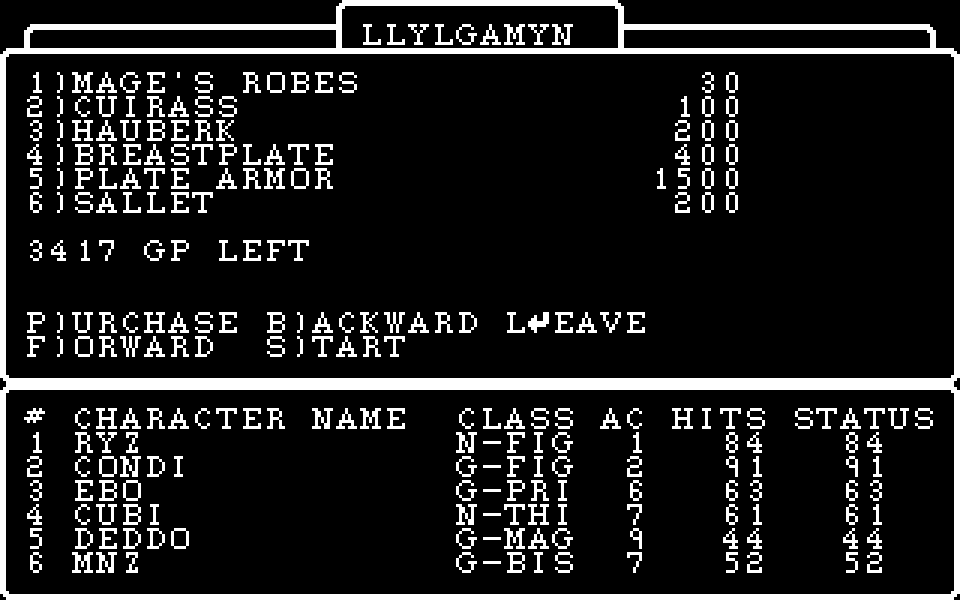 LLYLGAMYN
1)MAGE'S ROBES 30
2)CUIRASS 100
3)HAUBERK 200
4)BREASTPLATE 400
5)PLATE ARMOR 1500
6)SALLET 200
3417 GP LEFT
P)URCHASE B)ACKWARD L↵EAVE
F)ORWARD S)TART
# CHARACTER NAME CLASS AC HITS STATUS
1 RYZ N-FIG 1 84 84
2 CONDI G-FIG 2 91 91
3 EBO G-PRI 6 63 63
4 CUBI N-THI 7 61 61
5 DEDDO G-MAG 9 44 44
6 MNZ G-BIS 7 52 52